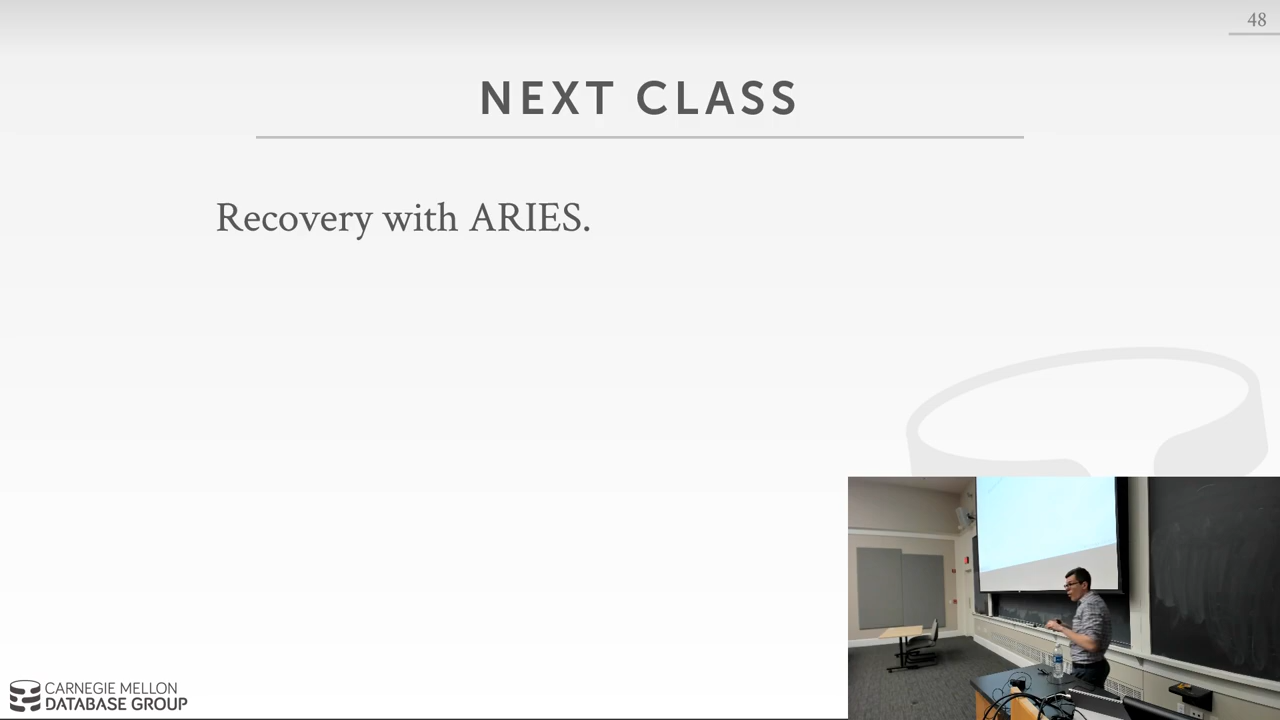 48
NEXT CLASS
Recovery with ARIES.
CARNEGIE MELLON
DATABASE GROUP